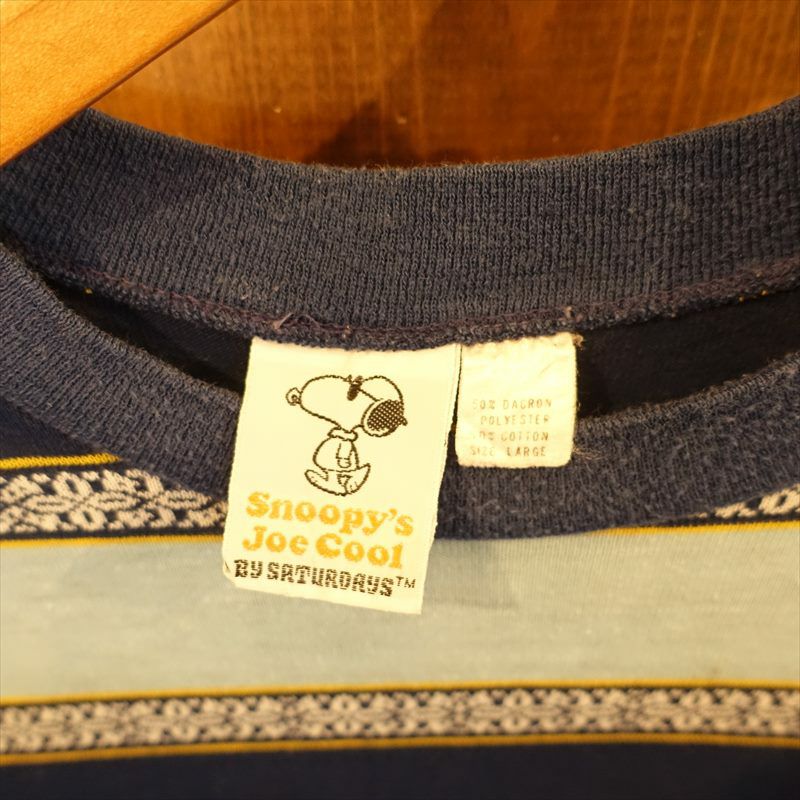 Snoopy's
Joe Cool
BY SATURDAYS™
50% DACRON
POLYESTER
COTTON
SIZE LARGE